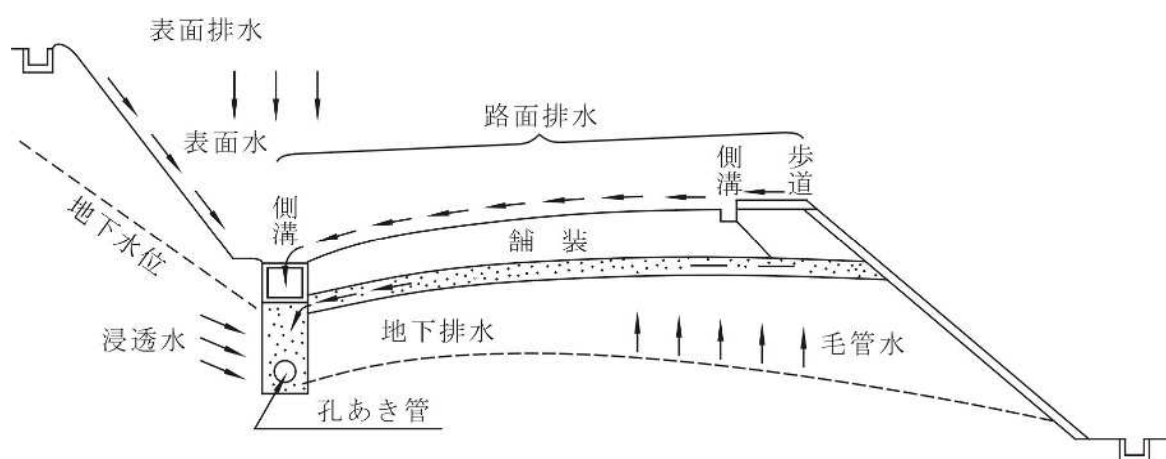 表面排水
表面水
路面排水
側溝
歩道
側溝
地下水位
舗装
浸透水
地下排水
毛管水
孔あき管